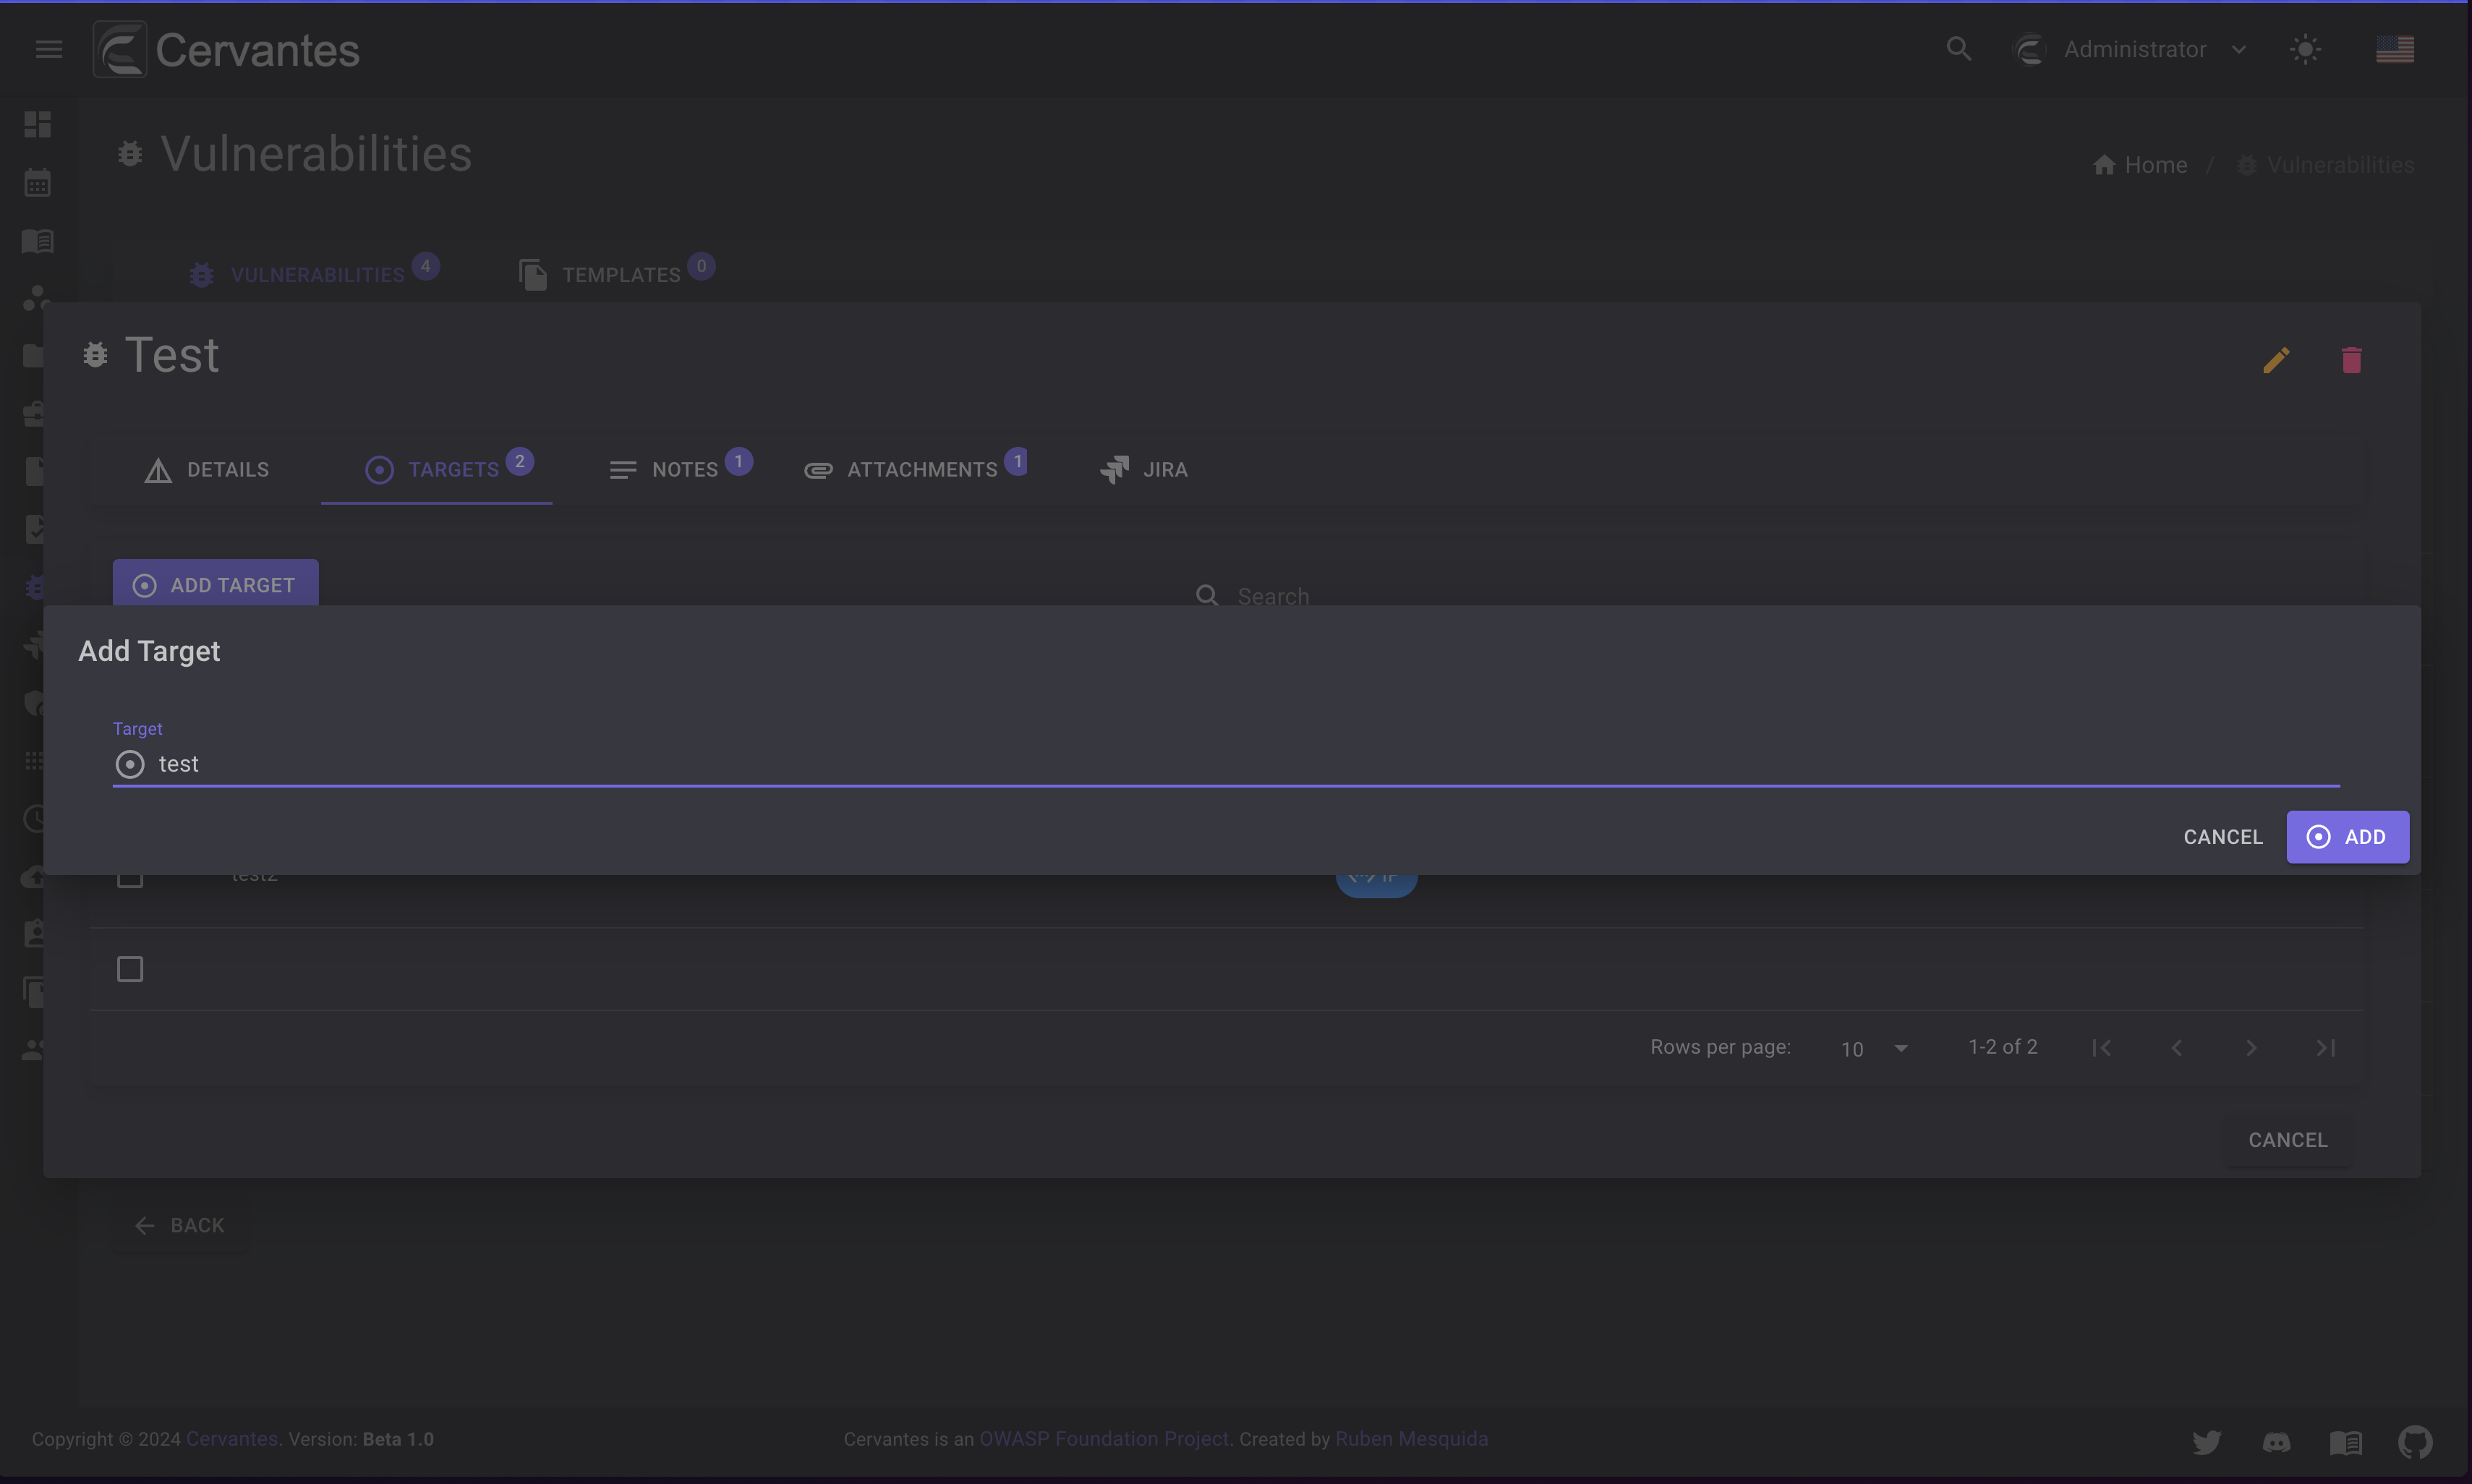 Cervantes
Administrator
Vulnerabilities
Home / Vulnerabilities
VULNERABILITIES 4
TEMPLATES 0
Test
DETAILS
TARGETS 2
NOTES 1
ATTACHMENTS 1
JIRA
ADD TARGET
Search
Add Target
Target
test
CANCEL
ADD
test2
IP
Rows per page: 10 1-2 of 2
CANCEL
BACK
Copyright © 2024 Cervantes. Version: Beta 1.0
Cervantes is an OWASP Foundation Project. Created by Ruben Mesquida